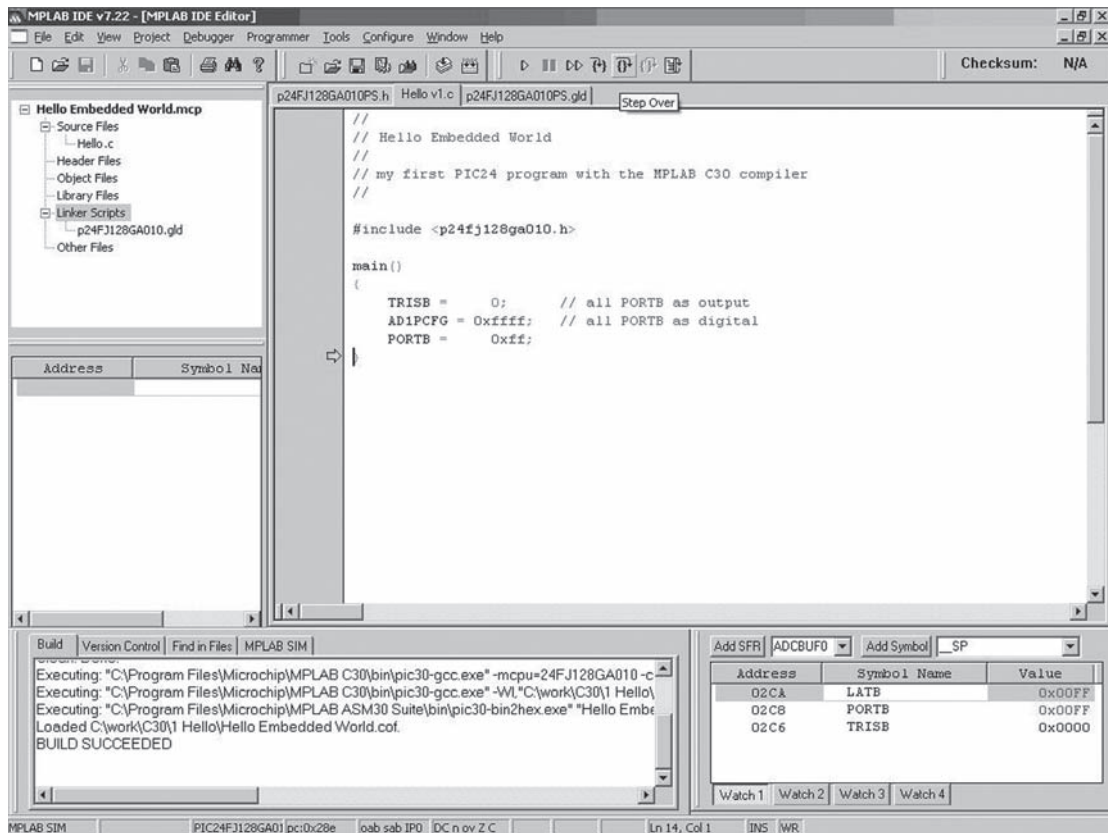 MPLAB IDE v7.22 - [MPLAB IDE Editor]
File Edit View Project Debugger Programmer Tools Configure Window Help
Checksum: N/A
p24FJ128GA010PS.h Hello v1.c p24FJ128GA010PS.gld
Step Over
Hello Embedded World.mcp
Source Files
Hello.c
Header Files
Object Files
Library Files
Linker Scripts
p24FJ128GA010.gld
Other Files
Address Symbol Nam
//
// Hello Embedded World
//
// my first PIC24 program with the MPLAB C30 compiler
//
#include <p24fj128ga010.h>
main()
{
TRISB = 0; // all PORTB as output
AD1PCFG = 0xffff; // all PORTB as digital
PORTB = 0xff;
}
Build Version Control Find in Files MPLAB SIM
Executing: "C:\Program Files\Microchip\MPLAB C30\bin\pic30-gcc.exe" -mcpu=24FJ128GA010 -c
Executing: "C:\Program Files\Microchip\MPLAB C30\bin\pic30-gcc.exe" -Wl,"C:\work\C30\1 Hello\
Executing: "C:\Program Files\Microchip\MPLAB ASM30 Suite\bin\pic30-bin2hex.exe" "Hello Embe
Loaded C:\work\C30\1 Hello\Hello Embedded World.cof.
BUILD SUCCEEDED
Add SFR ADCBUF0 Add Symbol __SP
Address Symbol Name Value
02CA LATB 0x00FF
02C8 PORTB 0x00FF
02C6 TRISB 0x0000
Watch 1 Watch 2 Watch 3 Watch 4
MPLAB SIM PIC24FJ128GA01 pc:0x28e oab sab IP0 DC n ov Z C Ln 14, Col 1 INS WR